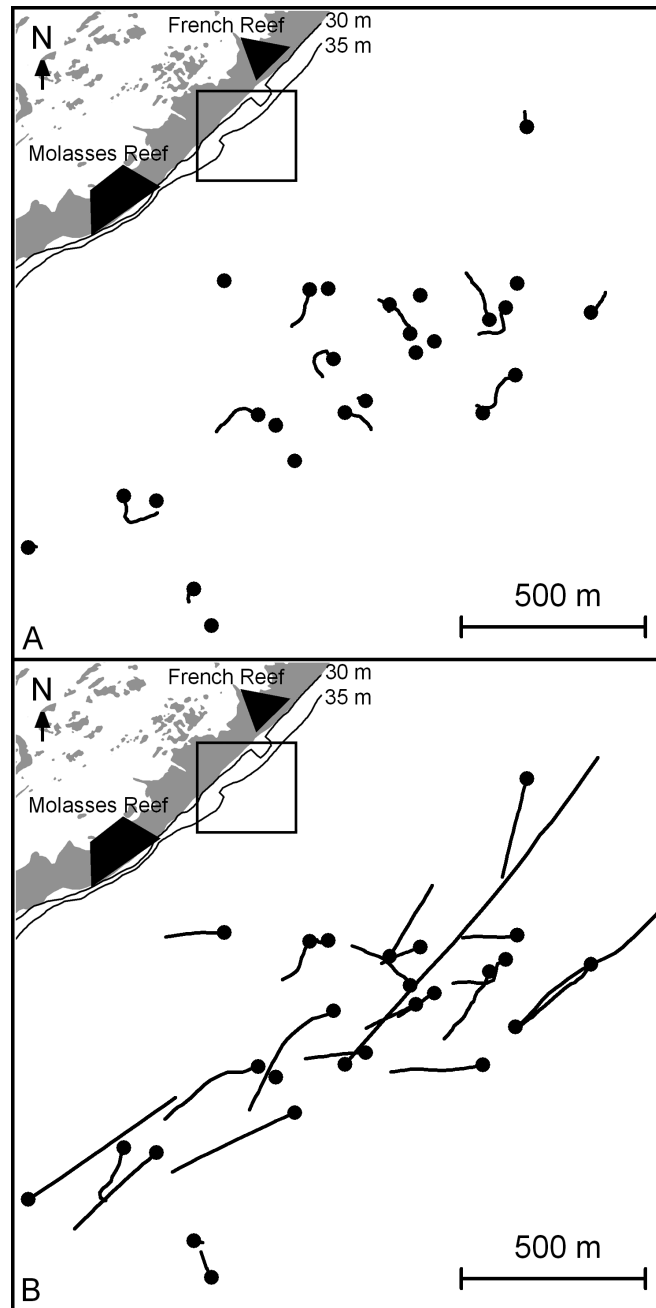 French Reef
30 m
35 m
N
Molasses Reef
500 m
A
French Reef
30 m
35 m
N
Molasses Reef
500 m
B